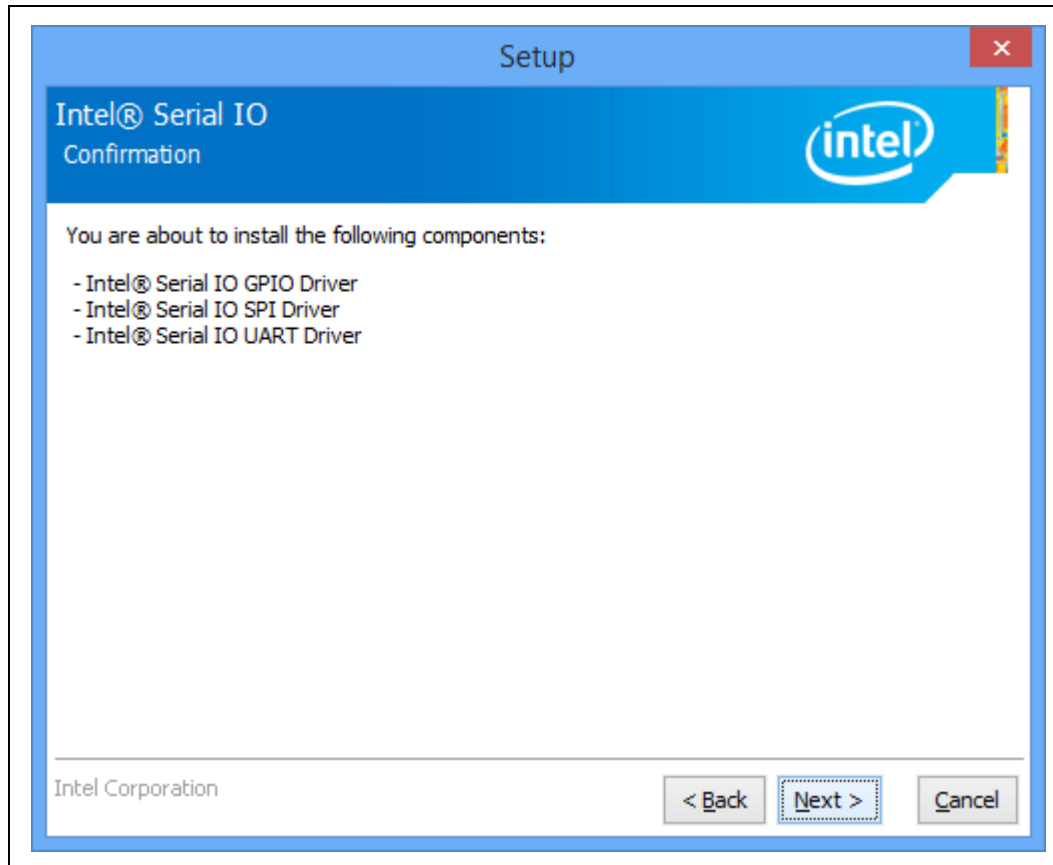 Setup
Intel® Serial IO
Confirmation
intel
You are about to install the following components:
- Intel® Serial IO GPIO Driver
- Intel® Serial IO SPI Driver
- Intel® Serial IO UART Driver
Intel Corporation
< Back Next > Cancel